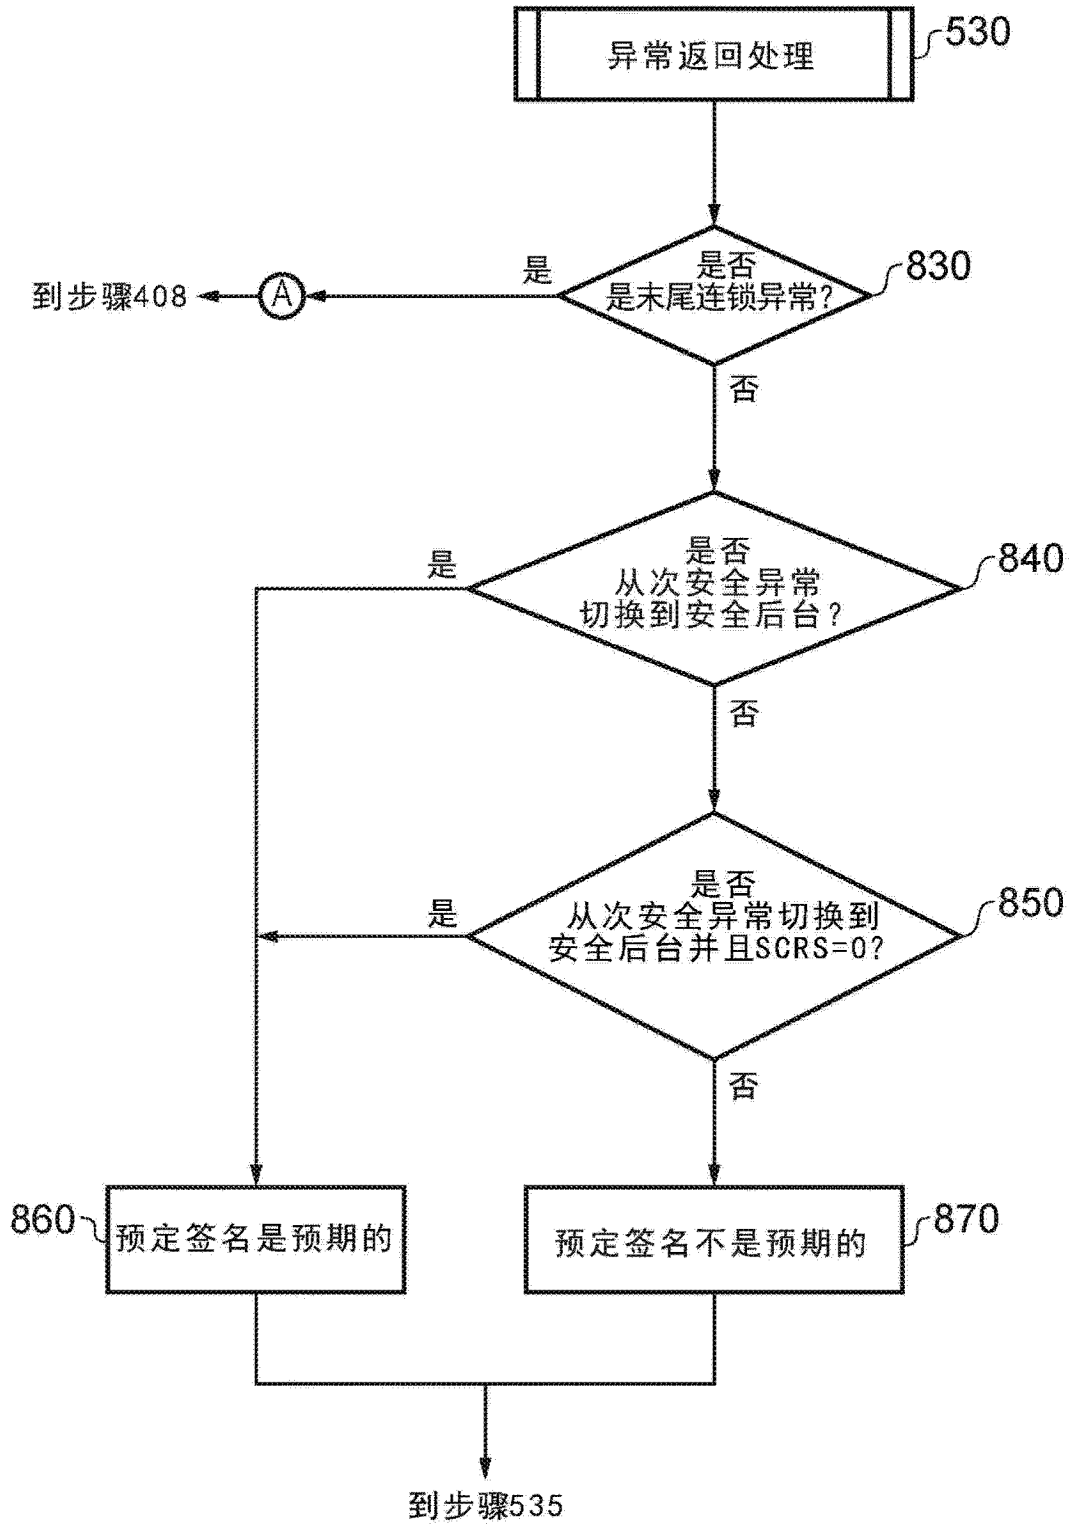 异常返回处理
530
是否
是末尾连锁异常?
830
是
A
到步骤408
否
是否
从次安全异常
切换到安全后台?
840
是
否
是否
从次安全异常切换到
安全后台并且SCRS=0?
850
是
否
860
预定签名是预期的
预定签名不是预期的
870
到步骤535